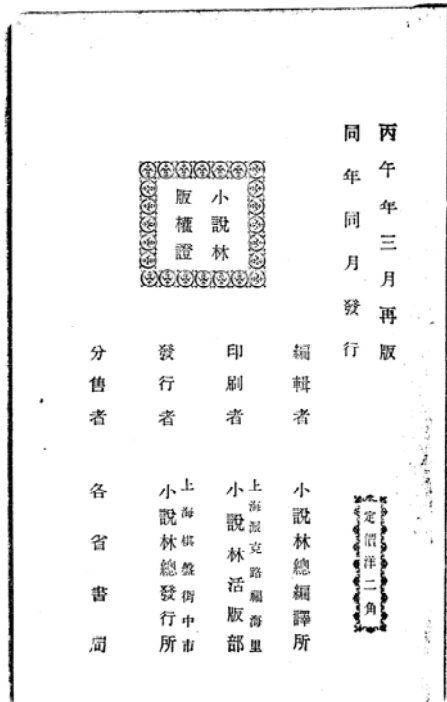 丙午年三月再版
同年同月發行
定價洋二角
小說林
版權證
編輯者 小說林總編譯所
印刷者 上海派克路福海里
小說林活版部
發行者 上海棋盤街中市
小說林總發行所
分售者 各省書局